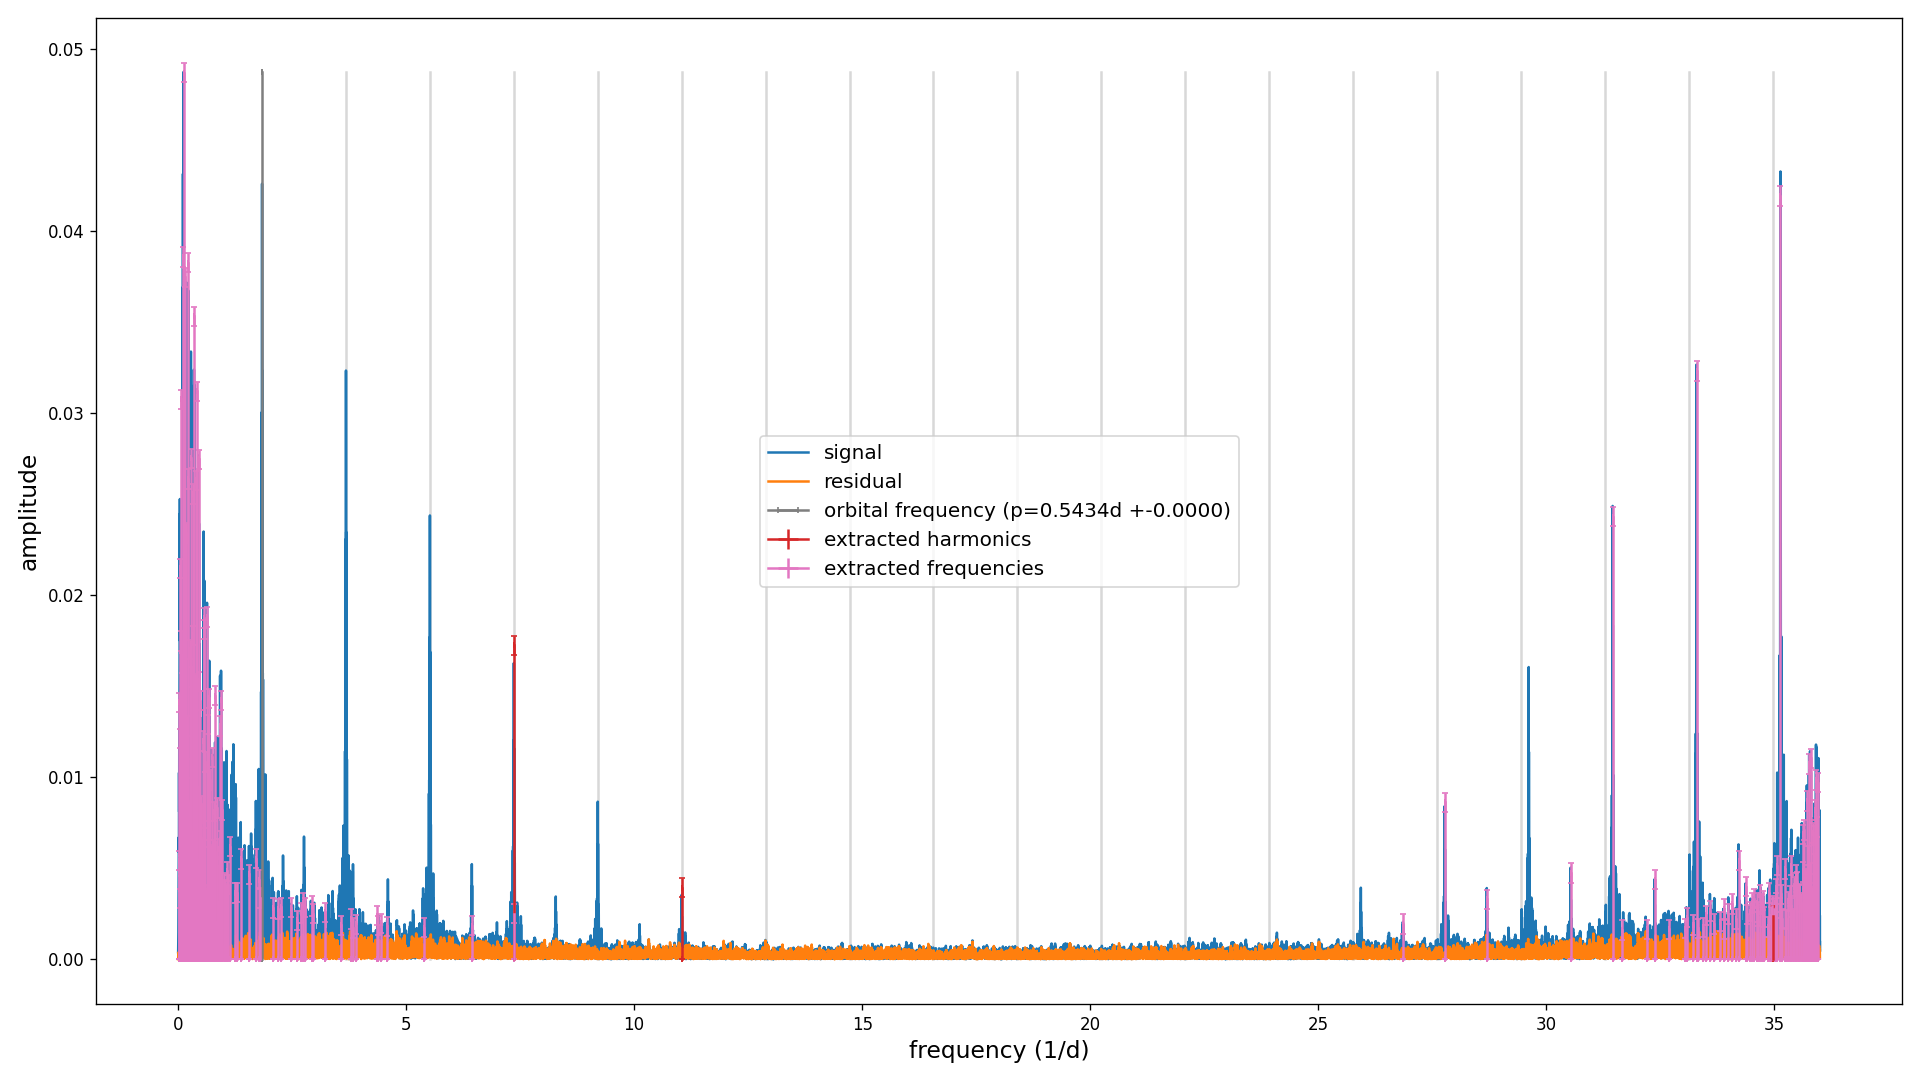 0.05
0.04
0.03
0.02
0.01
0.00
amplitude
signal
residual
orbital frequency (p=0.5434d +-0.0000)
extracted harmonics
extracted frequencies
0 5 10 15 20 25 30 35
frequency (1/d)